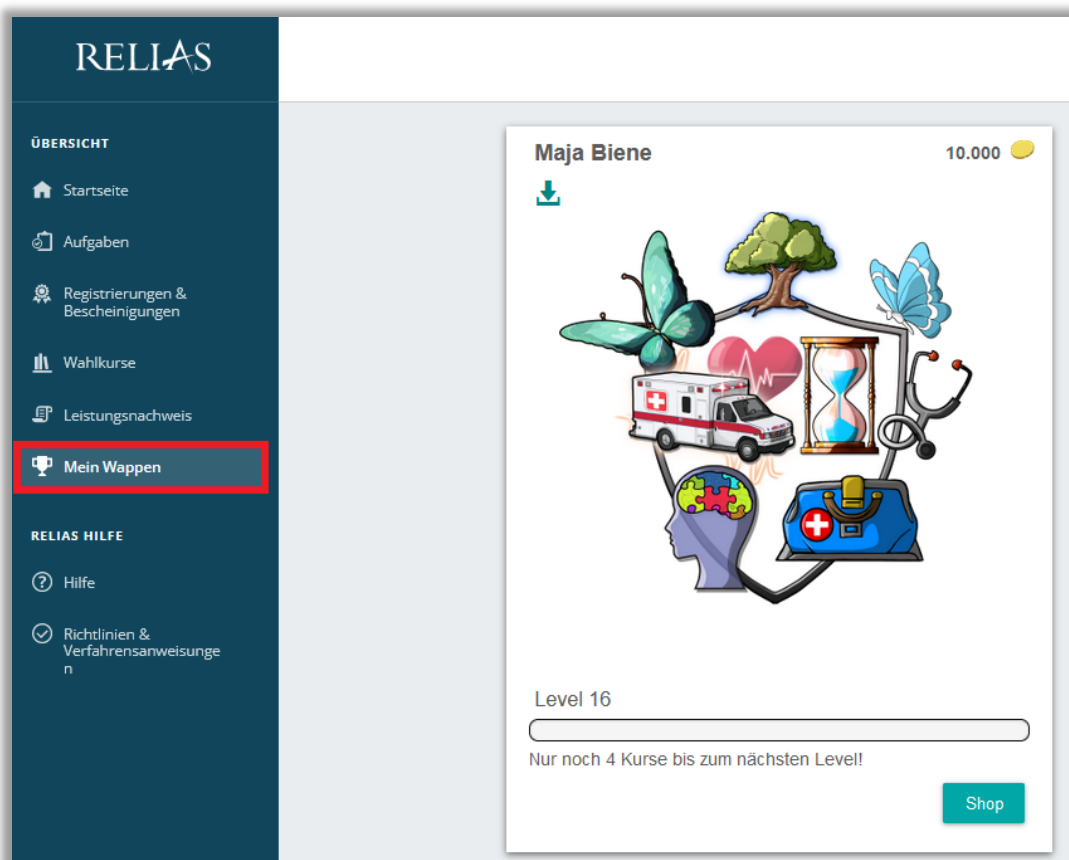 RELIAS
ÜBERSICHT
Startseite
Aufgaben
Registrierungen &
Bescheinigungen
Wahlkurse
Leistungsnachweis
Mein Wappen
RELIAS HILFE
Hilfe
Richtlinien &
Verfahrensanweisunge
n
Maja Biene
10.000
Level 16
Nur noch 4 Kurse bis zum nächsten Level!
Shop